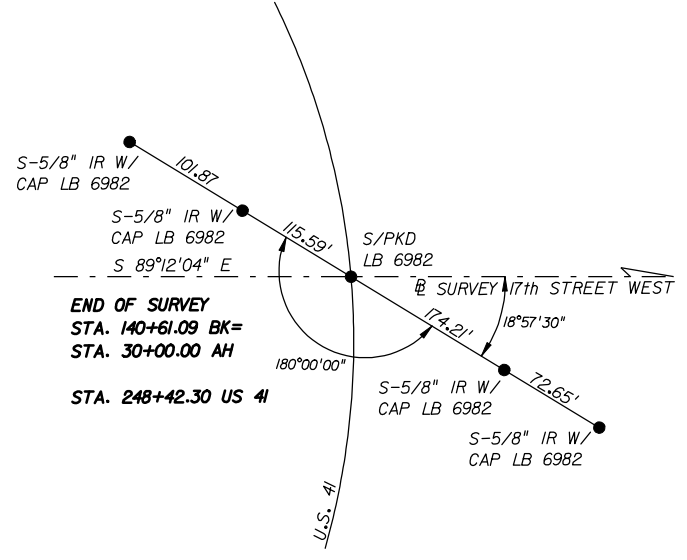 S-5/8" IR W/
CAP LB 6982
101.87
S-5/8" IR W/
CAP LB 6982
115.59'
S/PKD
LB 6982
S 89°12'04" E
℄ SURVEY 17th STREET WEST
END OF SURVEY
STA. 140+61.09 BK=
STA. 30+00.00 AH
STA. 248+42.30 US 41
174.21'
18°57'30"
180°00'00"
S-5/8" IR W/
CAP LB 6982
72.65'
S-5/8" IR W/
CAP LB 6982
U.S. 41